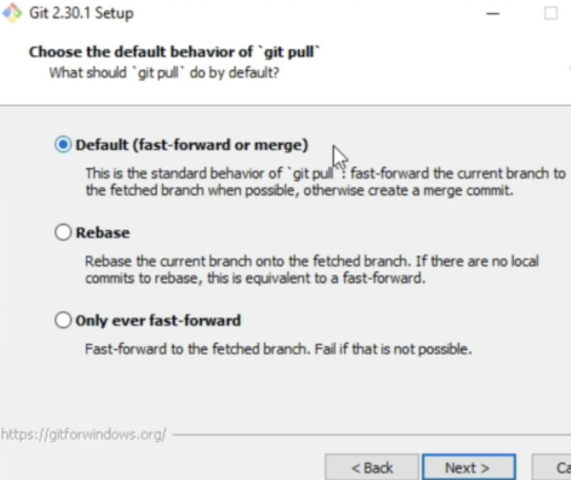 Git 2.30.1 Setup
Choose the default behavior of `git pull`
What should `git pull` do by default?
Default (fast-forward or merge)
This is the standard behavior of `git pull`: fast-forward the current branch to
the fetched branch when possible, otherwise create a merge commit.
Rebase
Rebase the current branch onto the fetched branch. If there are no local
commits to rebase, this is equivalent to a fast-forward.
Only ever fast-forward
Fast-forward to the fetched branch. Fail if that is not possible.
https://gitforwindows.org/
< Back
Next >
Ca